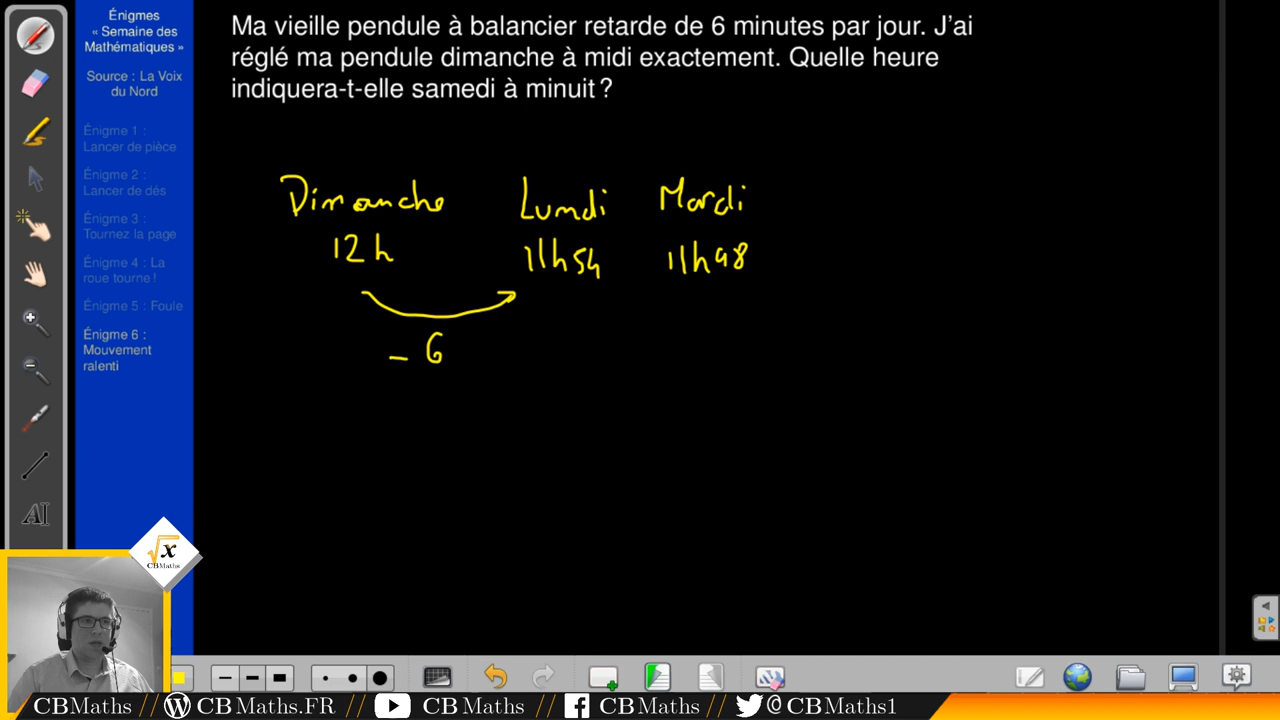 Énigmes
« Semaine des
Mathématiques »
Source : La Voix
du Nord
Énigme 1 :
Lancer de pièce
Énigme 2 :
Lancer de dés
Énigme 3 :
Tournez la page
Énigme 4 : La
roue tourne !
Énigme 5 : Foule
Énigme 6 :
Mouvement
ralenti
Ma vieille pendule à balancier retarde de 6 minutes par jour. J'ai
réglé ma pendule dimanche à midi exactement. Quelle heure
indiquera-t-elle samedi à minuit ?
Dimanche Lundi Mardi
12h 11h54 11h48
– 6
AI
√x
CBMaths
CBMaths CBMaths.FR CBMaths CBMaths @CBMaths1